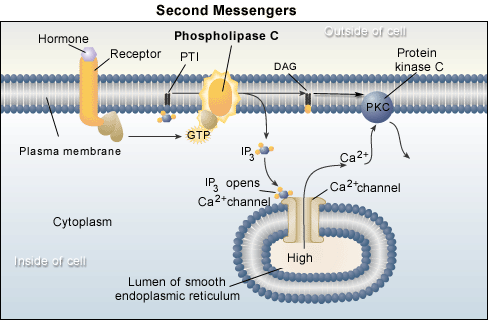 Second Messengers
Outside of cell
Hormone
Receptor
Phospholipase C
PTI
DAG
Protein
kinase C
PKC
GTP
Plasma membrane
IP3
Ca2+
IP3 opens
Ca2+channel
Ca2+channel
Cytoplasm
High
Inside of cell
Lumen of smooth
endoplasmic reticulum